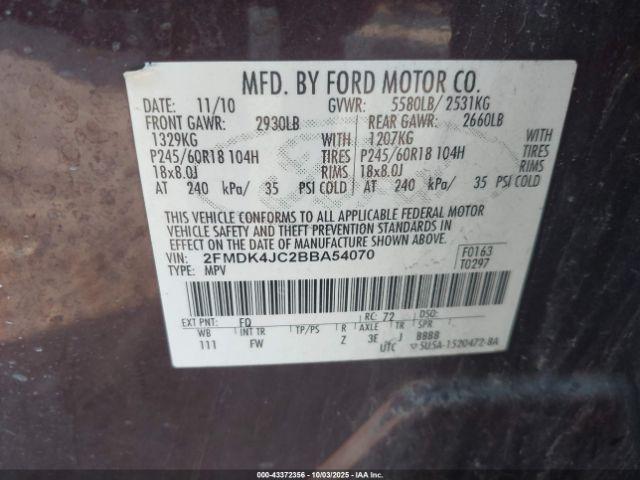 MFD. BY FORD MOTOR CO.
DATE: 11/10 GVWR: 5580LB/ 2531KG
FRONT GAWR: 2930LB REAR GAWR: 2660LB
1329KG WITH 1207KG WITH
P245/60R18 104H TIRES P245/60R18 104H TIRES
18x8.0J RIMS 18x8.0J RIMS
AT 240 kPa/ 35 PSI COLD AT 240 kPa/ 35 PSI COLD
THIS VEHICLE CONFORMS TO ALL APPLICABLE FEDERAL MOTOR
VEHICLE SAFETY AND THEFT PREVENTION STANDARDS IN
EFFECT ON THE DATE OF MANUFACTURE SHOWN ABOVE.
VIN: 2FMDK4JC2BBA54070 F0163
TYPE: MPV T0297
EXT PNT: FQ RC: 72 DSO:
WB INT TR TP/PS R AXLE TR SPR
111 FW Z 3E J BBBB
UTC 5U5A-1520472-BA
© 43372356 - 10/03/2025 - IAAI.COM